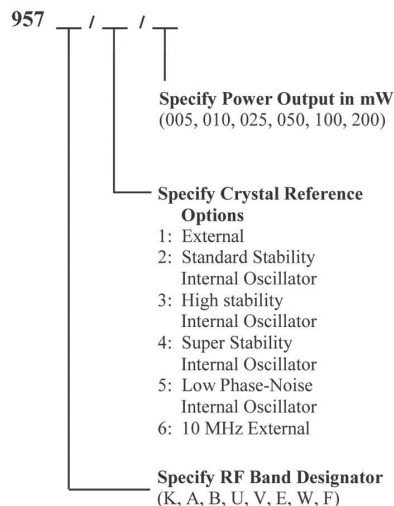 957 __ / __ / __
Specify Power Output in mW
(005, 010, 025, 050, 100, 200)
Specify Crystal Reference
Options
1: External
2: Standard Stability
Internal Oscillator
3: High stability
Internal Oscillator
4: Super Stability
Internal Oscillator
5: Low Phase-Noise
Internal Oscillator
6: 10 MHz External
Specify RF Band Designator
(K, A, B, U, V, E, W, F)